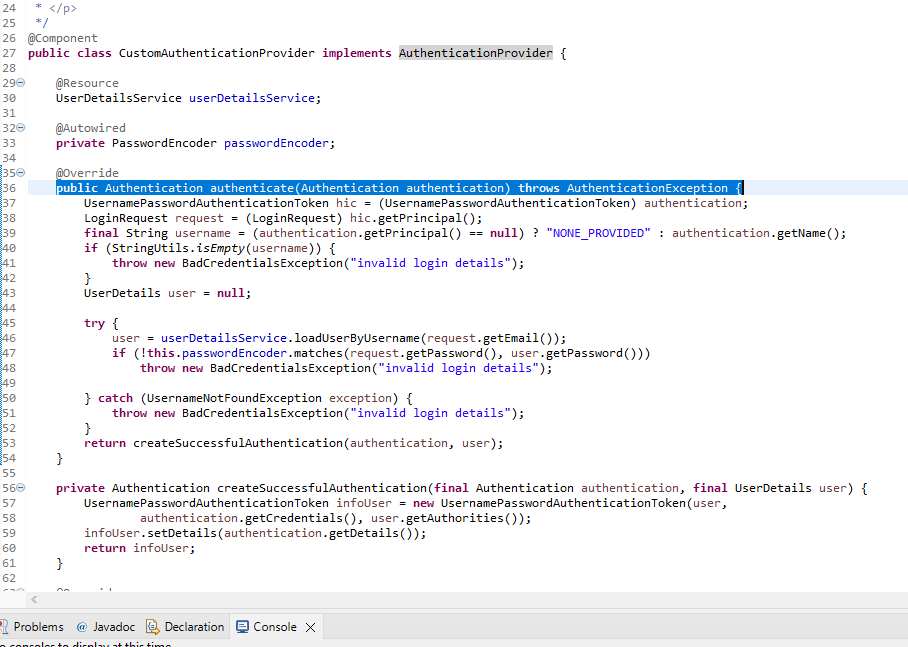 24 * </p>
25 */
26 @Component
27 public class CustomAuthenticationProvider implements AuthenticationProvider {
28
29 @Resource
30 UserDetailsService userDetailsService;
31
32 @Autowired
33 private PasswordEncoder passwordEncoder;
34
35 @Override
36 public Authentication authenticate(Authentication authentication) throws AuthenticationException {
37 UsernamePasswordAuthenticationToken hic = (UsernamePasswordAuthenticationToken) authentication;
38 LoginRequest request = (LoginRequest) hic.getPrincipal();
39 final String username = (authentication.getPrincipal() == null) ? "NONE_PROVIDED" : authentication.getName();
40 if (StringUtils.isEmpty(username)) {
41 throw new BadCredentialsException("invalid login details");
42 }
43 UserDetails user = null;
44
45 try {
46 user = userDetailsService.loadUserByUsername(request.getEmail());
47 if (!this.passwordEncoder.matches(request.getPassword(), user.getPassword()))
48 throw new BadCredentialsException("invalid login details");
49
50 } catch (UsernameNotFoundException exception) {
51 throw new BadCredentialsException("invalid login details");
52 }
53 return createSuccessfulAuthentication(authentication, user);
54 }
55
56 private Authentication createSuccessfulAuthentication(final Authentication authentication, final UserDetails user) {
57 UsernamePasswordAuthenticationToken infoUser = new UsernamePasswordAuthenticationToken(user,
58 authentication.getCredentials(), user.getAuthorities());
59 infoUser.setDetails(authentication.getDetails());
60 return infoUser;
61 }
62
Problems @ Javadoc Declaration Console
consoles to display at this time.